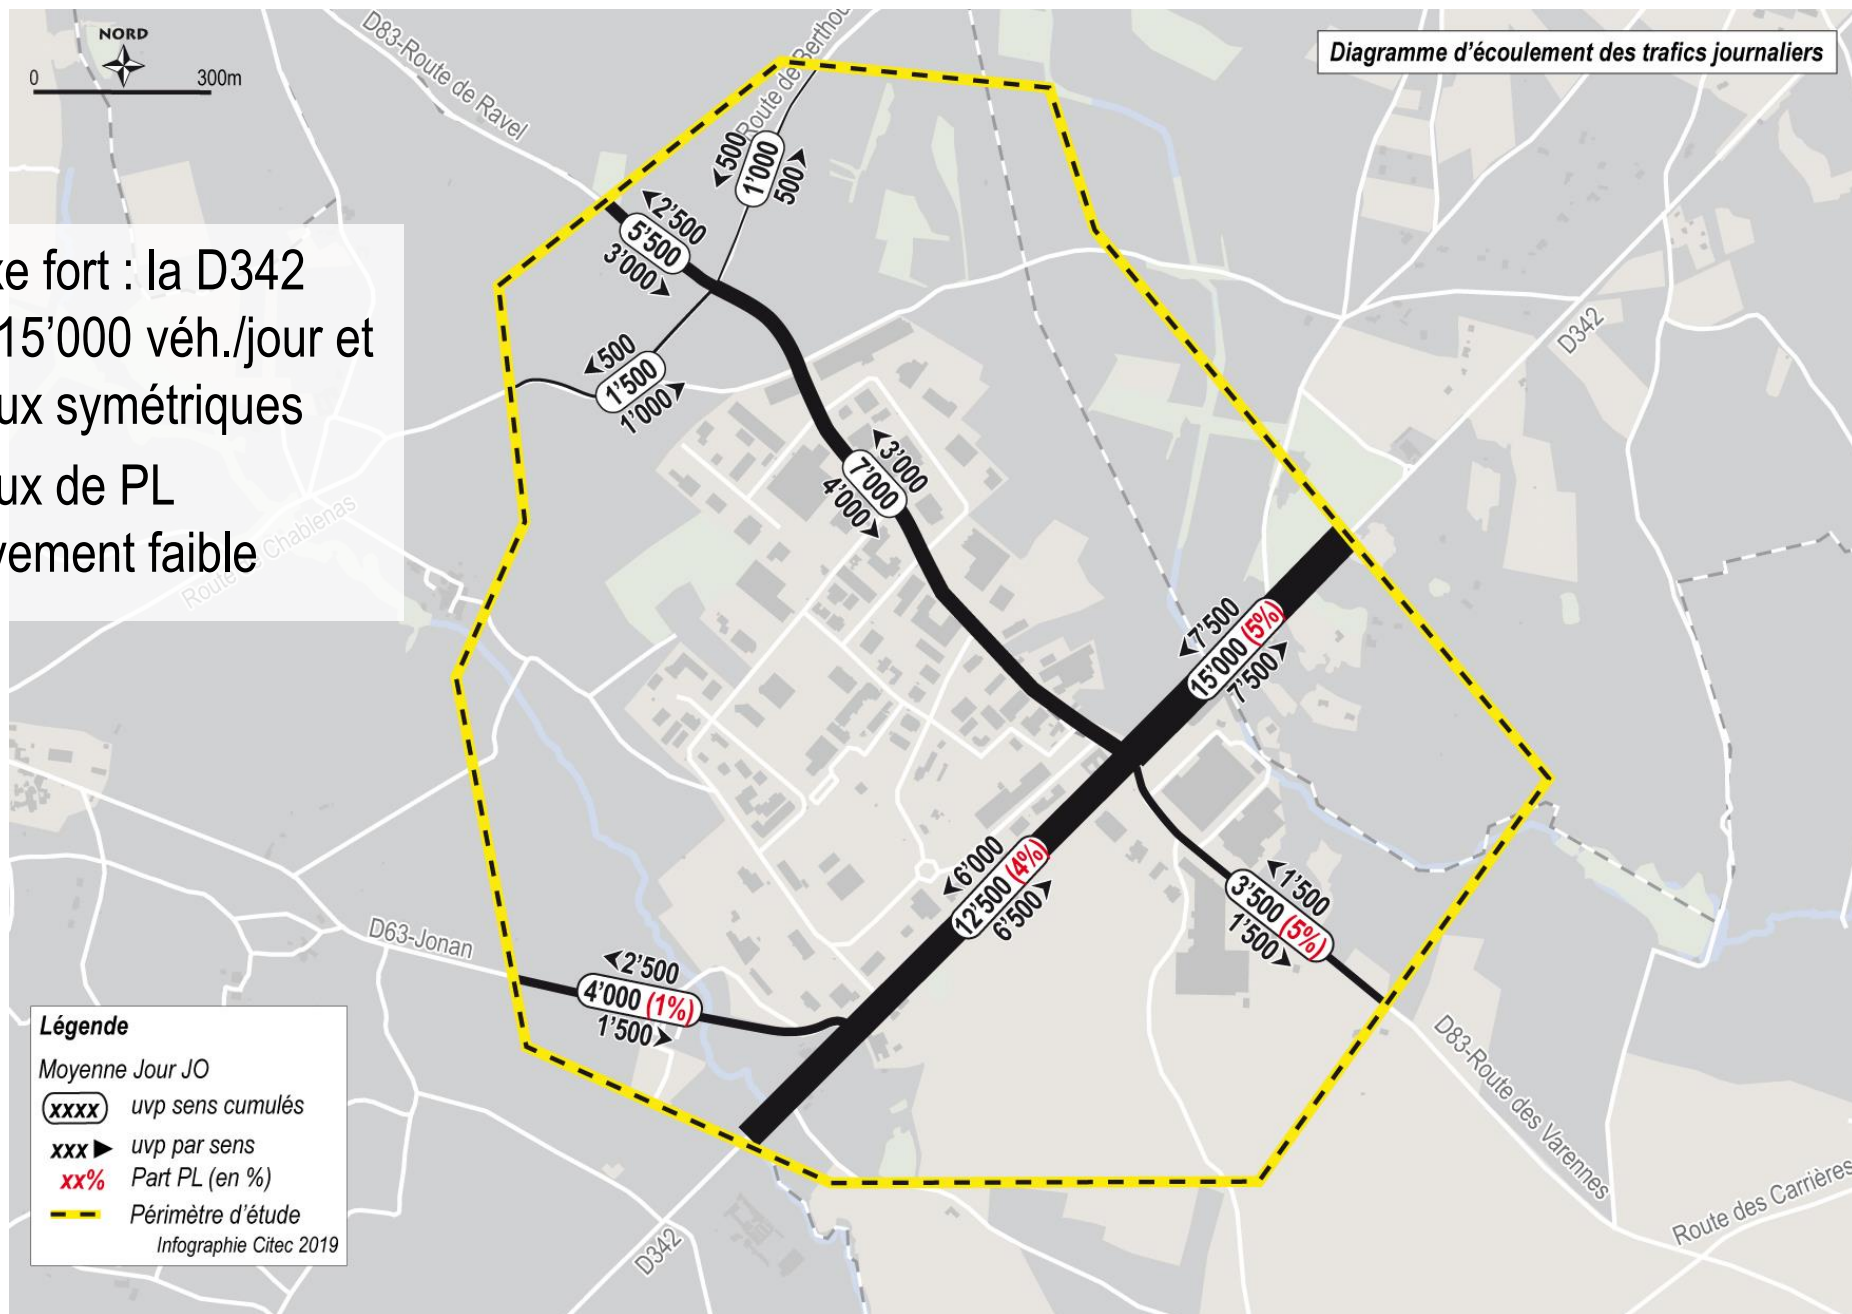 NORD
0 300m
Diagramme d'écoulement des trafics journaliers
D83-Route de Ravel
Route de Berthou
xe fort : la D342
15'000 véh./jour et
ux symétriques
ux de PL
vement faible
500
1'000
500
2'500
5'500
3'000
500
1'500
1'000
3'000
7'000
4'000
D342
Route de Chablenas
7'500
15'000 (5%)
7'500
6'000
12'500 (4%)
6'500
1'500
3'500 (5%)
1'500
D63-Jonan
2'500
4'000 (1%)
1'500
D83-Route des Varennes
Route des Carrières
D342
Légende
Moyenne Jour JO
xxxx uvp sens cumulés
xxx uvp par sens
xx% Part PL (en %)
Périmètre d'étude
Infographie Citec 2019